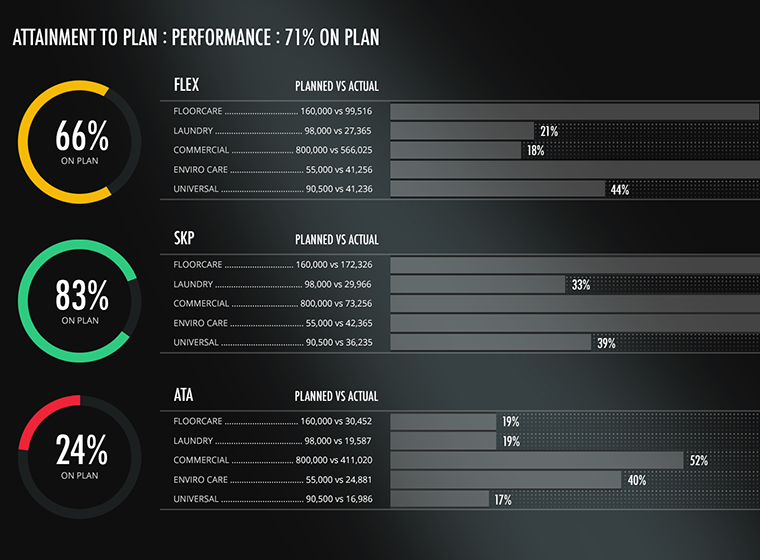 ATTAINMENT TO PLAN : PERFORMANCE : 71% ON PLAN
66%
ON PLAN
FLEX PLANNED VS ACTUAL
FLOORCARE ................................ 160,000 vs 99,516
LAUNDRY ..................................... 98,000 vs 27,365 21%
COMMERCIAL ........................... 800,000 vs 566,025 18%
ENVIRO CARE ............................... 55,000 vs 41,256
UNIVERSAL ................................... 90,500 vs 41,236 44%
83%
ON PLAN
SKP PLANNED VS ACTUAL
FLOORCARE .............................. 160,000 vs 172,326
LAUNDRY ..................................... 98,000 vs 29,966 33%
COMMERCIAL ............................. 800,000 vs 73,256
ENVIRO CARE ............................... 55,000 vs 42,365
UNIVERSAL ................................... 90,500 vs 36,235 39%
24%
ON PLAN
ATA PLANNED VS ACTUAL
FLOORCARE ................................ 160,000 vs 30,452 19%
LAUNDRY ..................................... 98,000 vs 19,587 19%
COMMERCIAL ........................... 800,000 vs 411,020 52%
ENVIRO CARE ............................... 55,000 vs 24,881 40%
UNIVERSAL ................................... 90,500 vs 16,986 17%